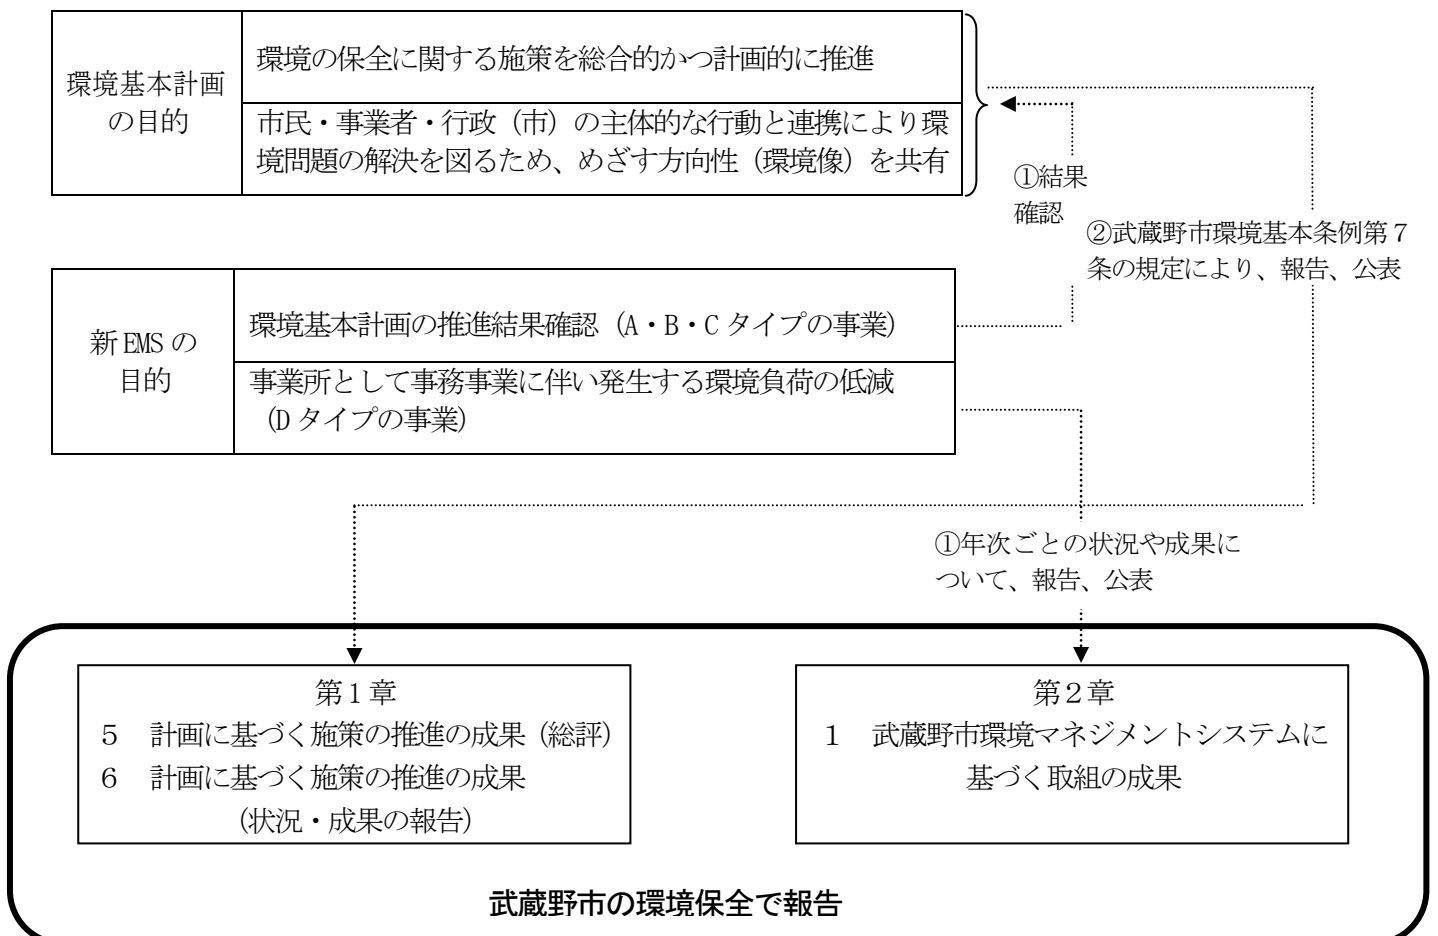 環境基本計画
の目的
環境の保全に関する施策を総合的かつ計画的に推進
市民・事業者・行政（市）の主体的な行動と連携により環
境問題の解決を図るため、めざす方向性（環境像）を共有
①結果
確認
②武蔵野市環境基本条例第７
条の規定により、報告、公表
新EMSの
目的
環境基本計画の推進結果確認（A・B・Cタイプの事業）
事業所として事務事業に伴い発生する環境負荷の低減
（Dタイプの事業）
①年次ごとの状況や成果に
ついて、報告、公表
第１章
５　計画に基づく施策の推進の成果（総評）
６　計画に基づく施策の推進の成果
（状況・成果の報告）
第２章
１　武蔵野市環境マネジメントシステムに
基づく取組の成果
武蔵野市の環境保全で報告